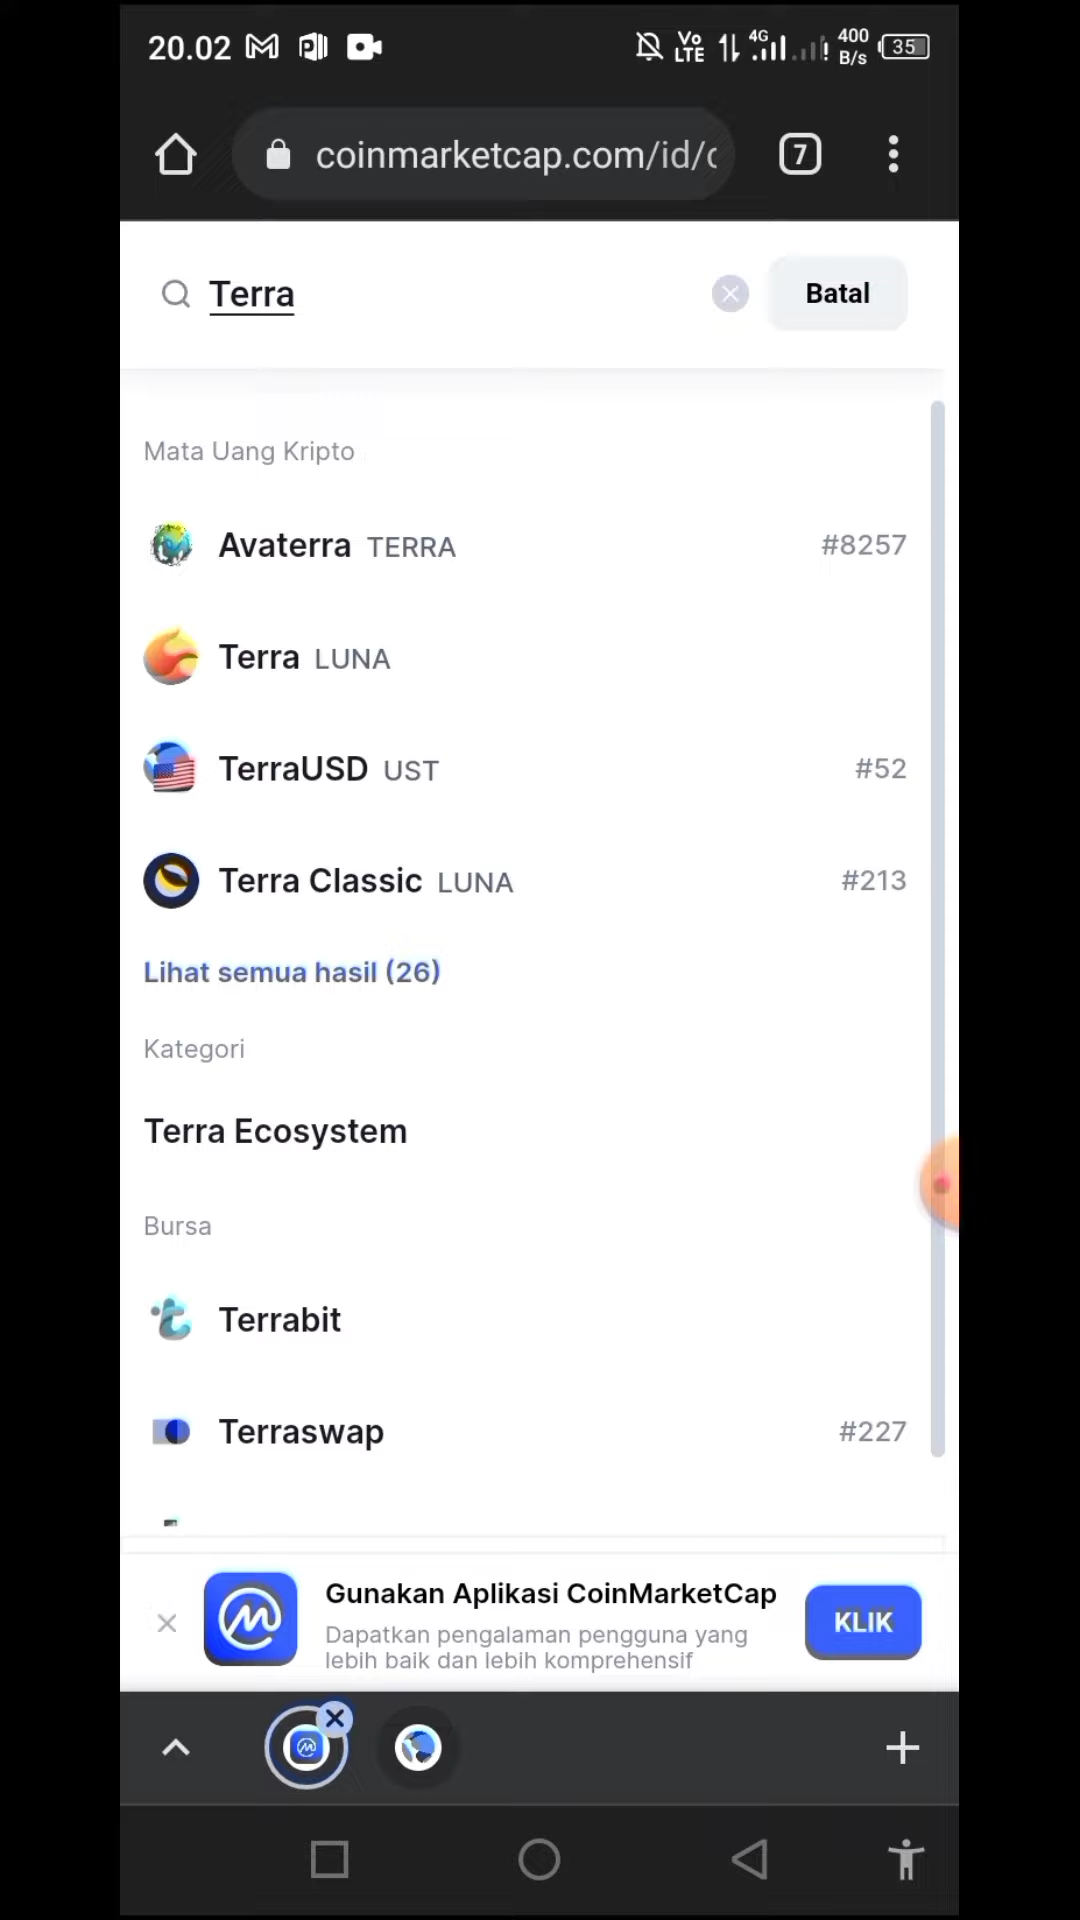 20.02
Vo LTE
4G
400 B/s
35
coinmarketcap.com/id/c
7
Terra
Batal
Mata Uang Kripto
Avaterra TERRA #8257
Terra LUNA
TerraUSD UST #52
Terra Classic LUNA #213
Lihat semua hasil (26)
Kategori
Terra Ecosystem
Bursa
Terrabit
Terraswap #227
Gunakan Aplikasi CoinMarketCap
Dapatkan pengalaman pengguna yang
lebih baik dan lebih komprehensif
KLIK